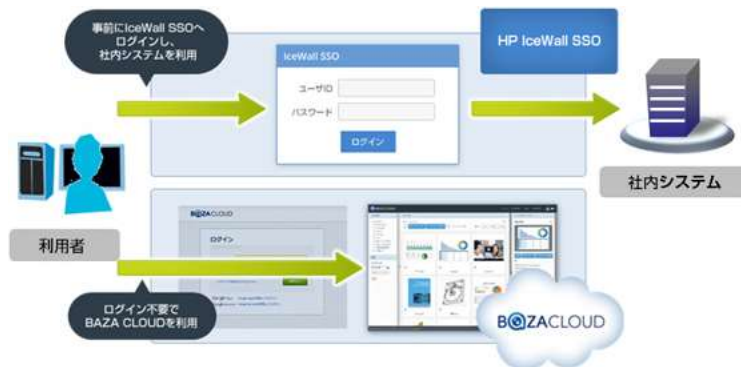 事前にIceWall SSOへ
ログインし、
社内システムを利用
HP IceWall SSO
IceWall SSO
ユーザID
パスワード
ログイン
社内システム
利用者
BAZA CLOUD
ログイン
ログイン不要で
BAZA CLOUDを利用
BAZACLOUD